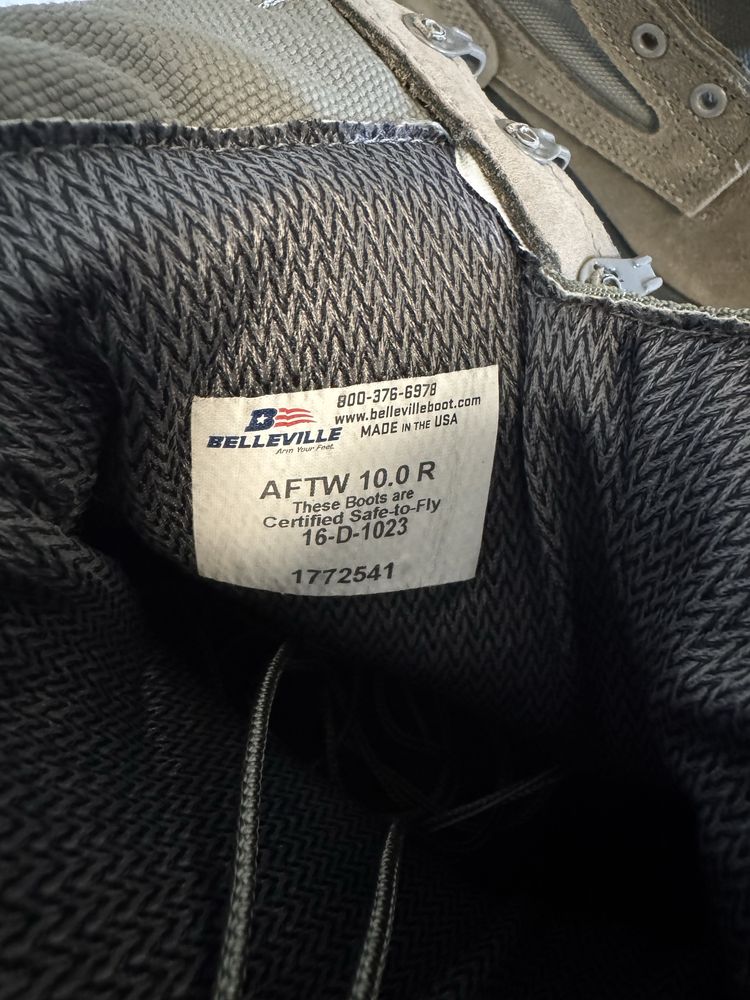 800-376-6978
www.bellevilleboot.com
MADE IN THE USA
B
BELLEVILLE
Arm Your Feet.
AFTW 10.0 R
These Boots are
Certified Safe-to-Fly
16-D-1023
1772541